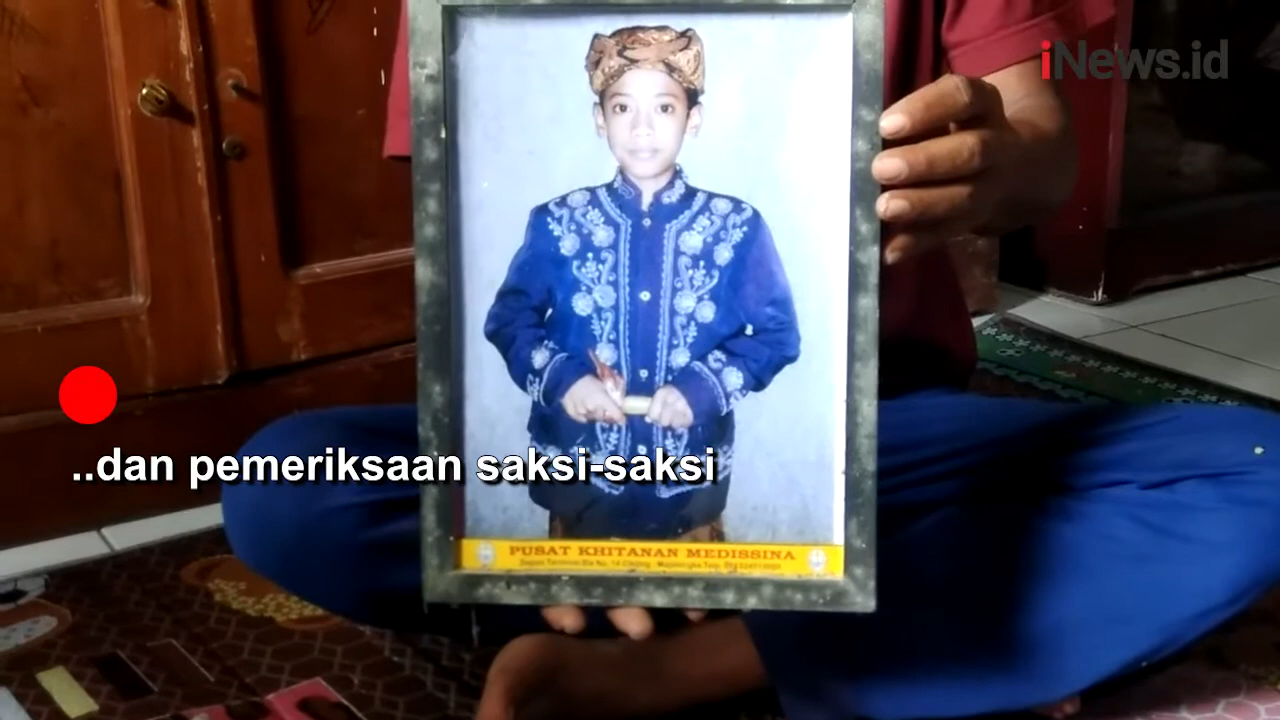 iNews.id
..dan pemeriksaan saksi-saksi
PUSAT KHITANAN MEDISSINA